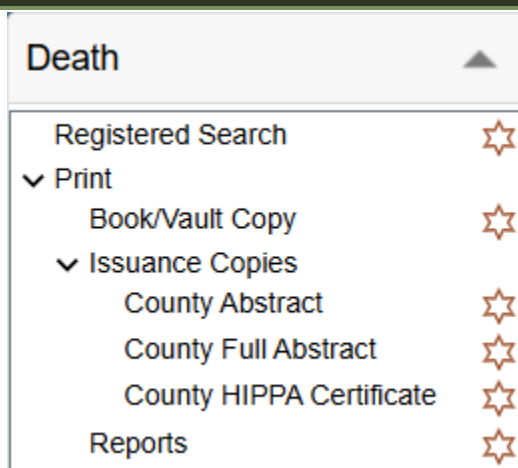 Death
Registered Search
Print
Book/Vault Copy
Issuance Copies
County Abstract
County Full Abstract
County HIPPA Certificate
Reports